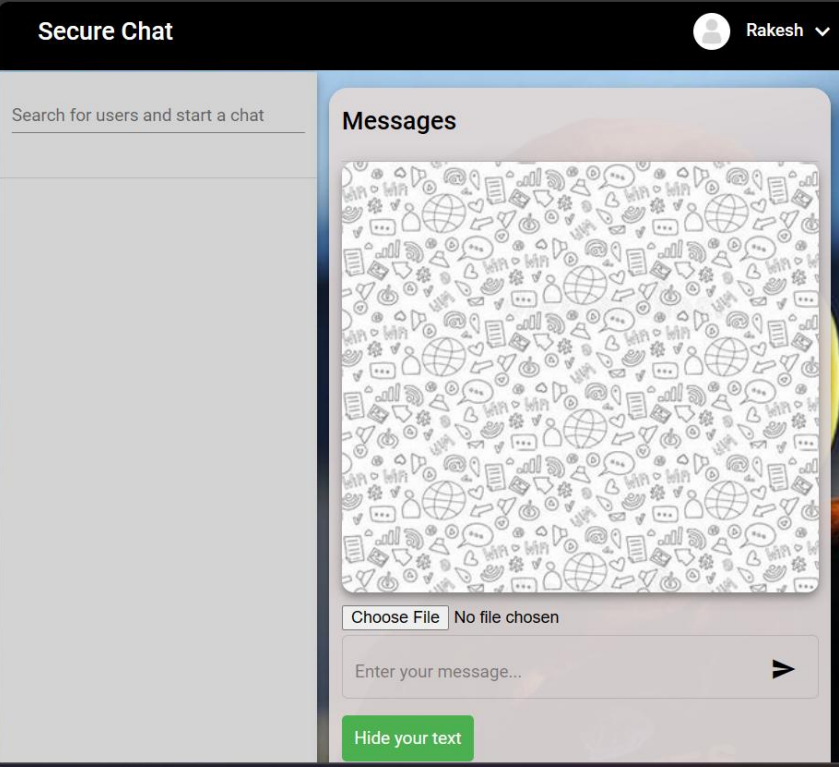 Secure Chat
Rakesh
Search for users and start a chat
Messages
Choose File No file chosen
Enter your message...
Hide your text